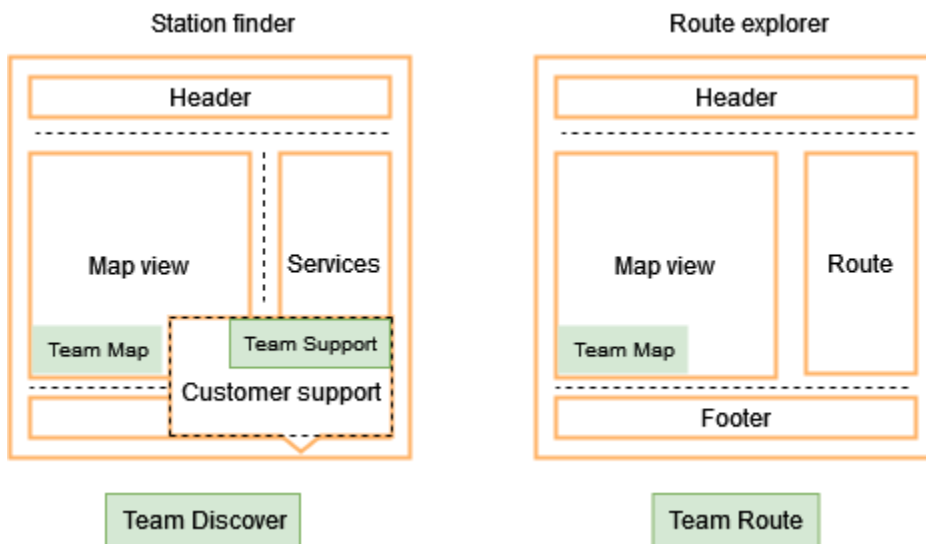 Station finder
Route explorer
Header
Header
Map view
Services
Map view
Route
Team Map
Team Support
Team Map
Customer support
Footer
Team Discover
Team Route